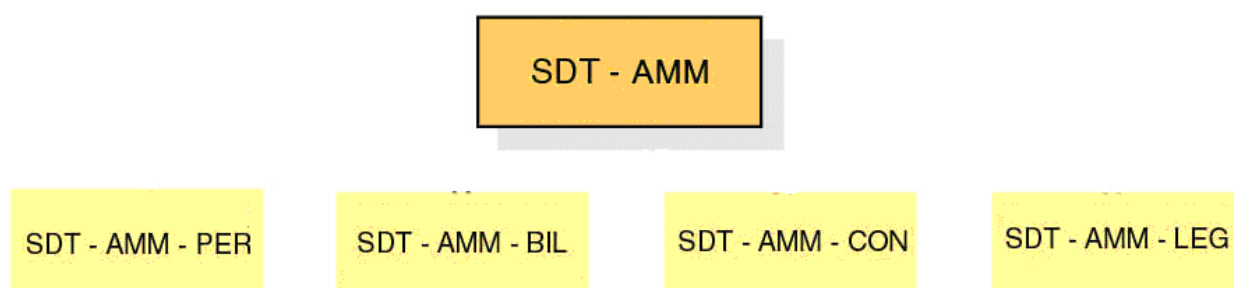 SDT - AMM
SDT - AMM - PER
SDT - AMM - BIL
SDT - AMM - CON
SDT - AMM - LEG